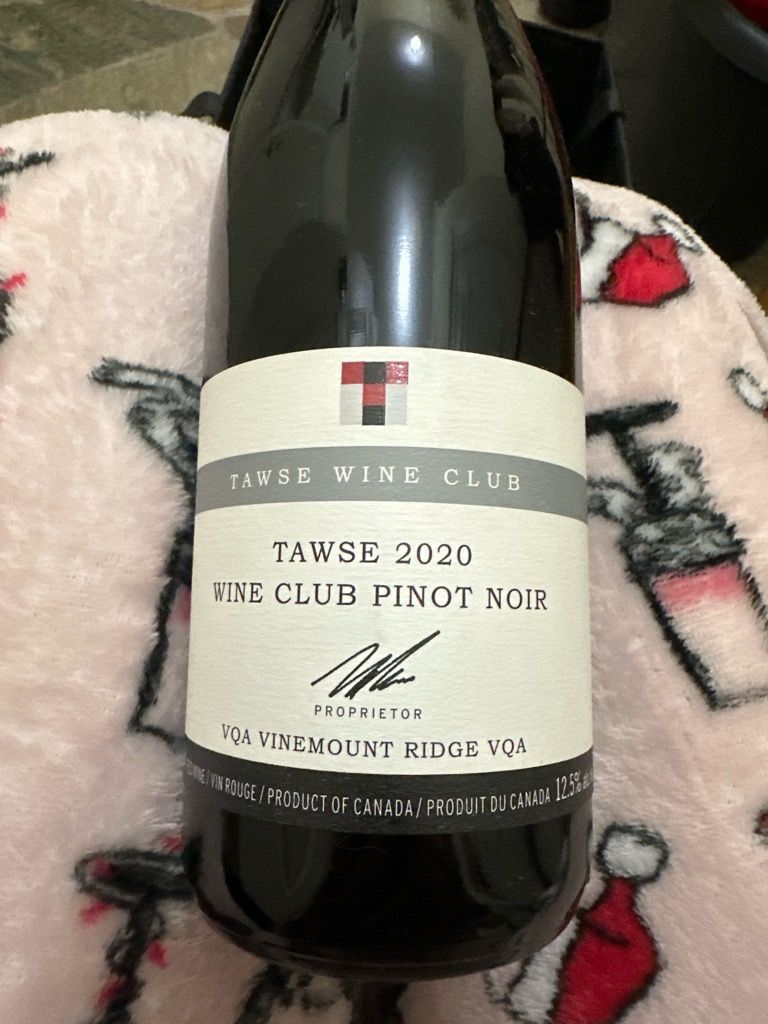 TAWSE WINE CLUB
TAWSE 2020
WINE CLUB PINOT NOIR
PROPRIETOR
VQA VINEMOUNT RIDGE VQA
WINE / VIN ROUGE / PRODUCT OF CANADA / PRODUIT DU CANADA 12.5%